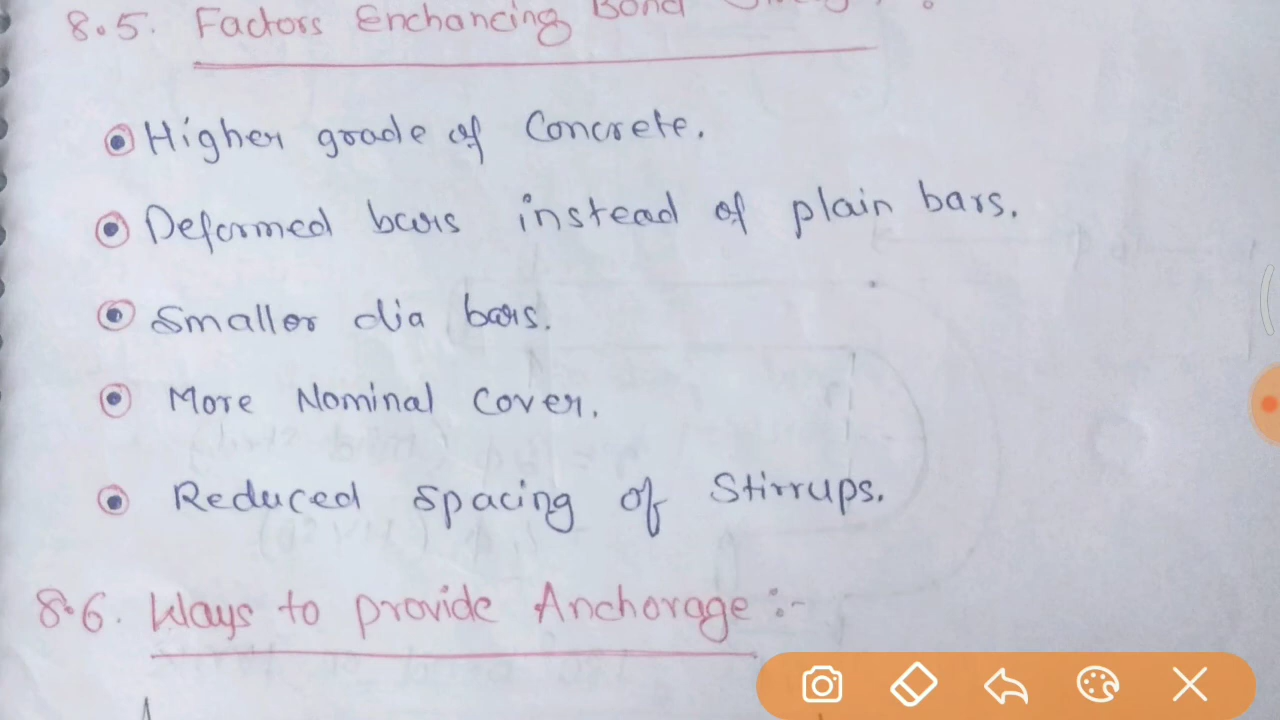 8.5. Factors Enchancing Bond
Higher grade of Concrete.
Deformed bars instead of plain bars.
Smaller dia bars.
More Nominal Cover.
Reduced spacing of Stirrups.
8.6. Ways to provide Anchorage :-